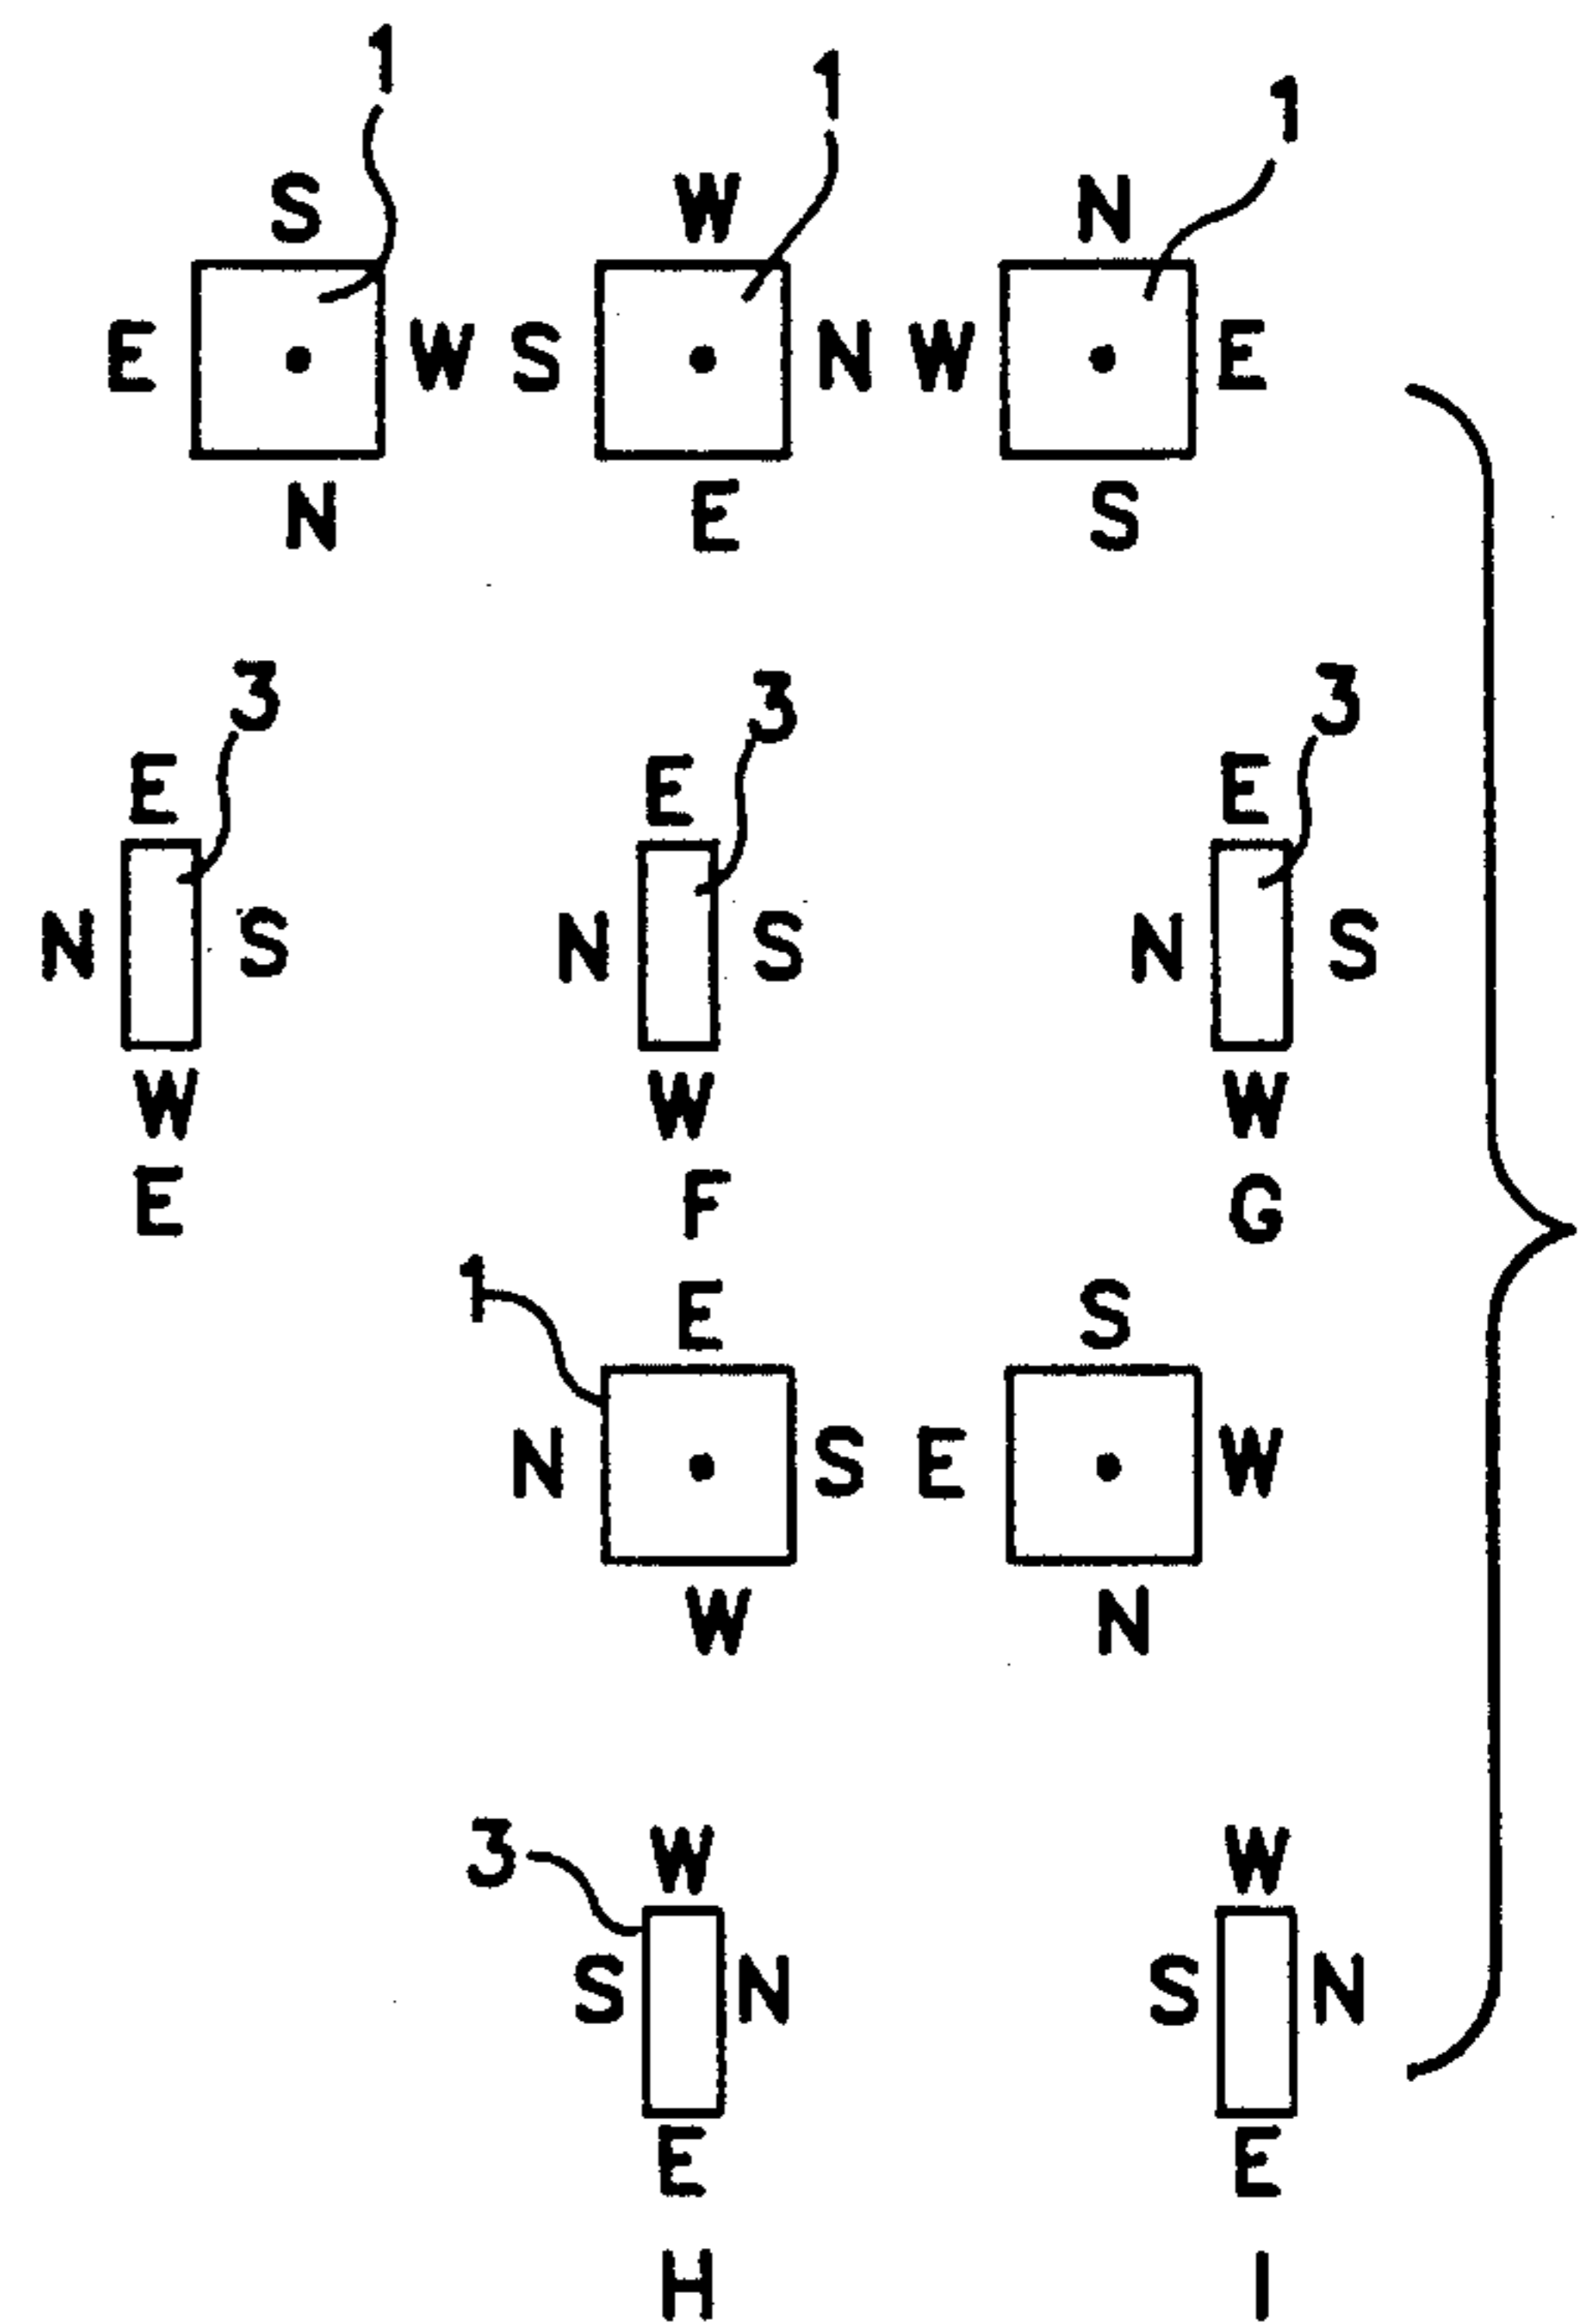 1 1 1
S W N
E W S N W E
N E S
3 3 3
E E E
N S N S N S
W W W
E F G
1 E S
N S E W
W N
3 W W
S N S N
E E
H I